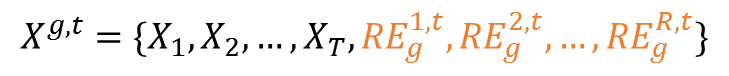 X^{g,t} = {X_1, X_2, …, X_T, RE_g^{1,t}, RE_g^{2,t}, …, RE_g^{R,t}}